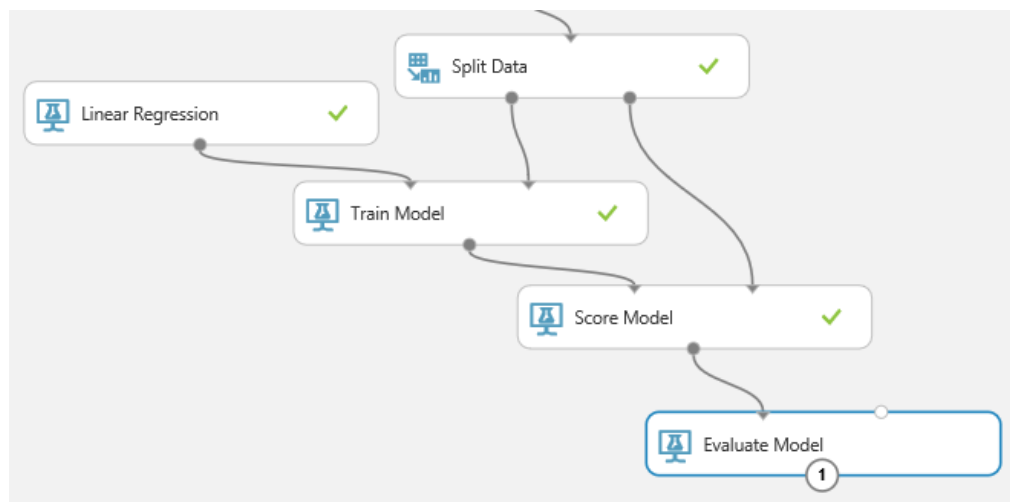 Split Data
Linear Regression
Train Model
Score Model
Evaluate Model
1